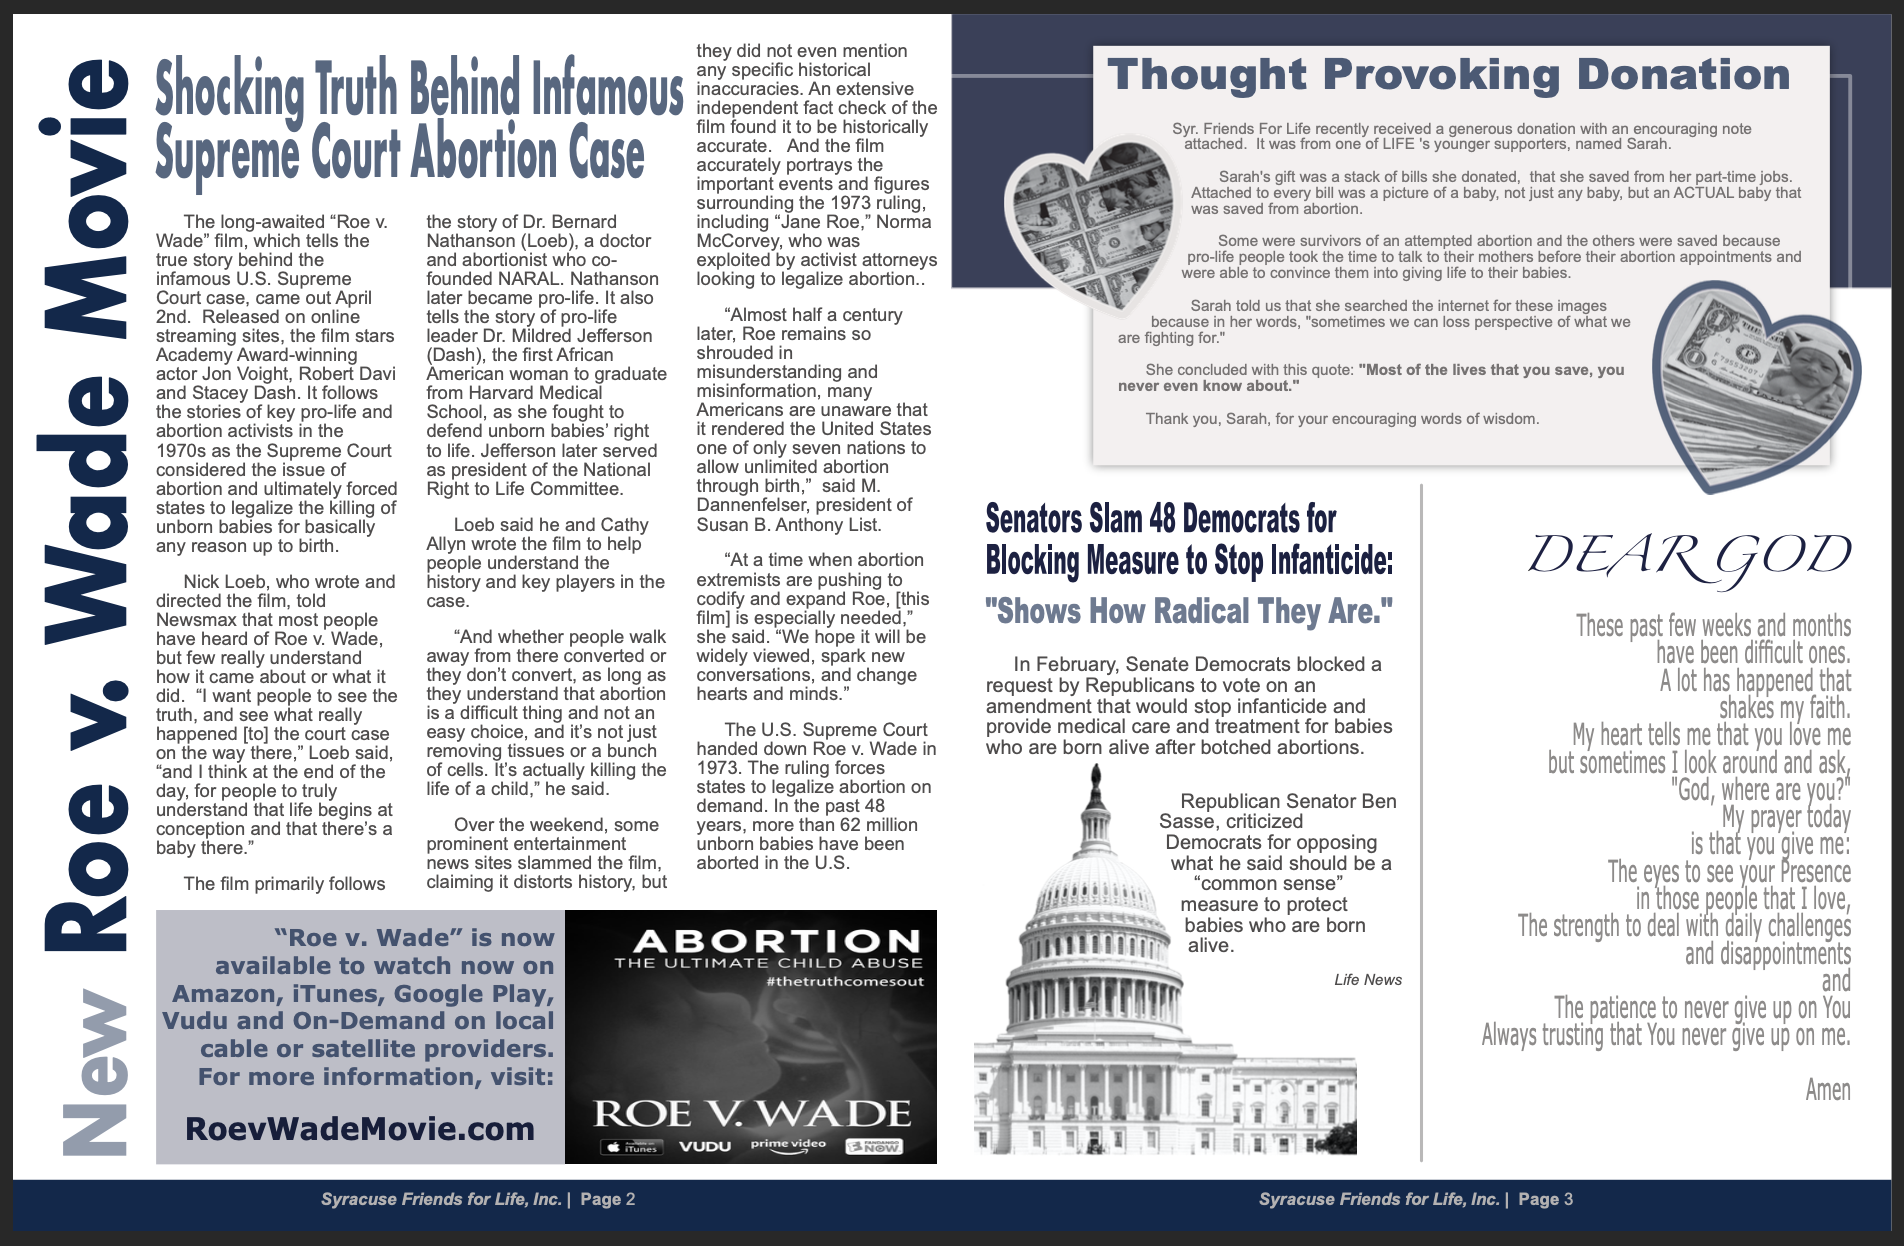 New Roe v. Wade Movie
Shocking Truth Behind Infamous
Supreme Court Abortion Case
The long-awaited “Roe v.
Wade” film, which tells the
true story behind the
infamous U.S. Supreme
Court case, came out April
2nd.  Released on online
streaming sites, the film stars
Academy Award-winning
actor Jon Voight, Robert Davi
and Stacey Dash. It follows
the stories of key pro-life and
abortion activists in the
1970s as the Supreme Court
considered the issue of
abortion and ultimately forced
states to legalize the killing of
unborn babies for basically
any reason up to birth.
Nick Loeb, who wrote and
directed the film, told
Newsmax that most people
have heard of Roe v. Wade,
but few really understand
how it came about or what it
did.  “I want people to see the
truth, and see what really
happened [to] the court case
on the way there,” Loeb said,
“and I think at the end of the
day, for people to truly
understand that life begins at
conception and that there’s a
baby there.”
The film primarily follows
the story of Dr. Bernard
Nathanson (Loeb), a doctor
and abortionist who co-
founded NARAL. Nathanson
later became pro-life. It also
tells the story of pro-life
leader Dr. Mildred Jefferson
(Dash), the first African
American woman to graduate
from Harvard Medical
School, as she fought to
defend unborn babies’ right
to life. Jefferson later served
as president of the National
Right to Life Committee.
Loeb said he and Cathy
Allyn wrote the film to help
people understand the
history and key players in the
case.
“And whether people walk
away from there converted or
they don’t convert, as long as
they understand that abortion
is a difficult thing and not an
easy choice, and it’s not just
removing tissues or a bunch
of cells. It’s actually killing the
life of a child,” he said.
Over the weekend, some
prominent entertainment
news sites slammed the film,
claiming it distorts history, but
they did not even mention
any specific historical
inaccuracies. An extensive
independent fact check of the
film found it to be historically
accurate.   And the film
accurately portrays the
important events and figures
surrounding the 1973 ruling,
including “Jane Roe,” Norma
McCorvey, who was
exploited by activist attorneys
looking to legalize abortion..
“Almost half a century
later, Roe remains so
shrouded in
misunderstanding and
misinformation, many
Americans are unaware that
it rendered the United States
one of only seven nations to
allow unlimited abortion
through birth,”  said M.
Dannenfelser, president of
Susan B. Anthony List.
“At a time when abortion
extremists are pushing to
codify and expand Roe, [this
film] is especially needed,”
she said. “We hope it will be
widely viewed, spark new
conversations, and change
hearts and minds.”
The U.S. Supreme Court
handed down Roe v. Wade in
1973. The ruling forces
states to legalize abortion on
demand. In the past 48
years, more than 62 million
unborn babies have been
aborted in the U.S.
“Roe v. Wade” is now
available to watch now on
Amazon, iTunes, Google Play,
Vudu and On-Demand on local
cable or satellite providers.
For more information, visit:
RoevWadeMovie.com
ABORTION
THE ULTIMATE CHILD ABUSE
#thetruthcomesout
ROE V. WADE
iTunes VUDU prime video FANDANGO NOW
Syracuse Friends for Life, Inc. |  Page 2
Thought Provoking Donation
Syr. Friends For Life recently received a generous donation with an encouraging note
attached.  It was from one of LIFE 's younger supporters, named Sarah.
Sarah's gift was a stack of bills she donated,  that she saved from her part-time jobs.
Attached to every bill was a picture of a baby, not just any baby, but an ACTUAL baby that
was saved from abortion.
Some were survivors of an attempted abortion and the others were saved because
pro-life people took the time to talk to their mothers before their abortion appointments and
were able to convince them into giving life to their babies.
Sarah told us that she searched the internet for these images
because in her words, "sometimes we can loss perspective of what we
are fighting for."
She concluded with this quote: "Most of the lives that you save, you
never even know about."
Thank you, Sarah, for your encouraging words of wisdom.
Senators Slam 48 Democrats for
Blocking Measure to Stop Infanticide:
"Shows How Radical They Are."
In February, Senate Democrats blocked a
request by Republicans to vote on an
amendment that would stop infanticide and
provide medical care and treatment for babies
who are born alive after botched abortions.
Republican Senator Ben
Sasse, criticized
Democrats for opposing
what he said should be a
“common sense”
measure to protect
babies who are born
alive.
Life News
DEAR GOD
These past few weeks and months
have been difficult ones.
A lot has happened that
shakes my faith.
My heart tells me that you love me
but sometimes I look around and ask,
"God, where are you?"
My prayer today
is that you give me:
The eyes to see your Presence
in those people that I love,
The strength to deal with daily challenges
and disappointments
and
The patience to never give up on You
Always trusting that You never give up on me.
Amen
Syracuse Friends for Life, Inc. |  Page 3